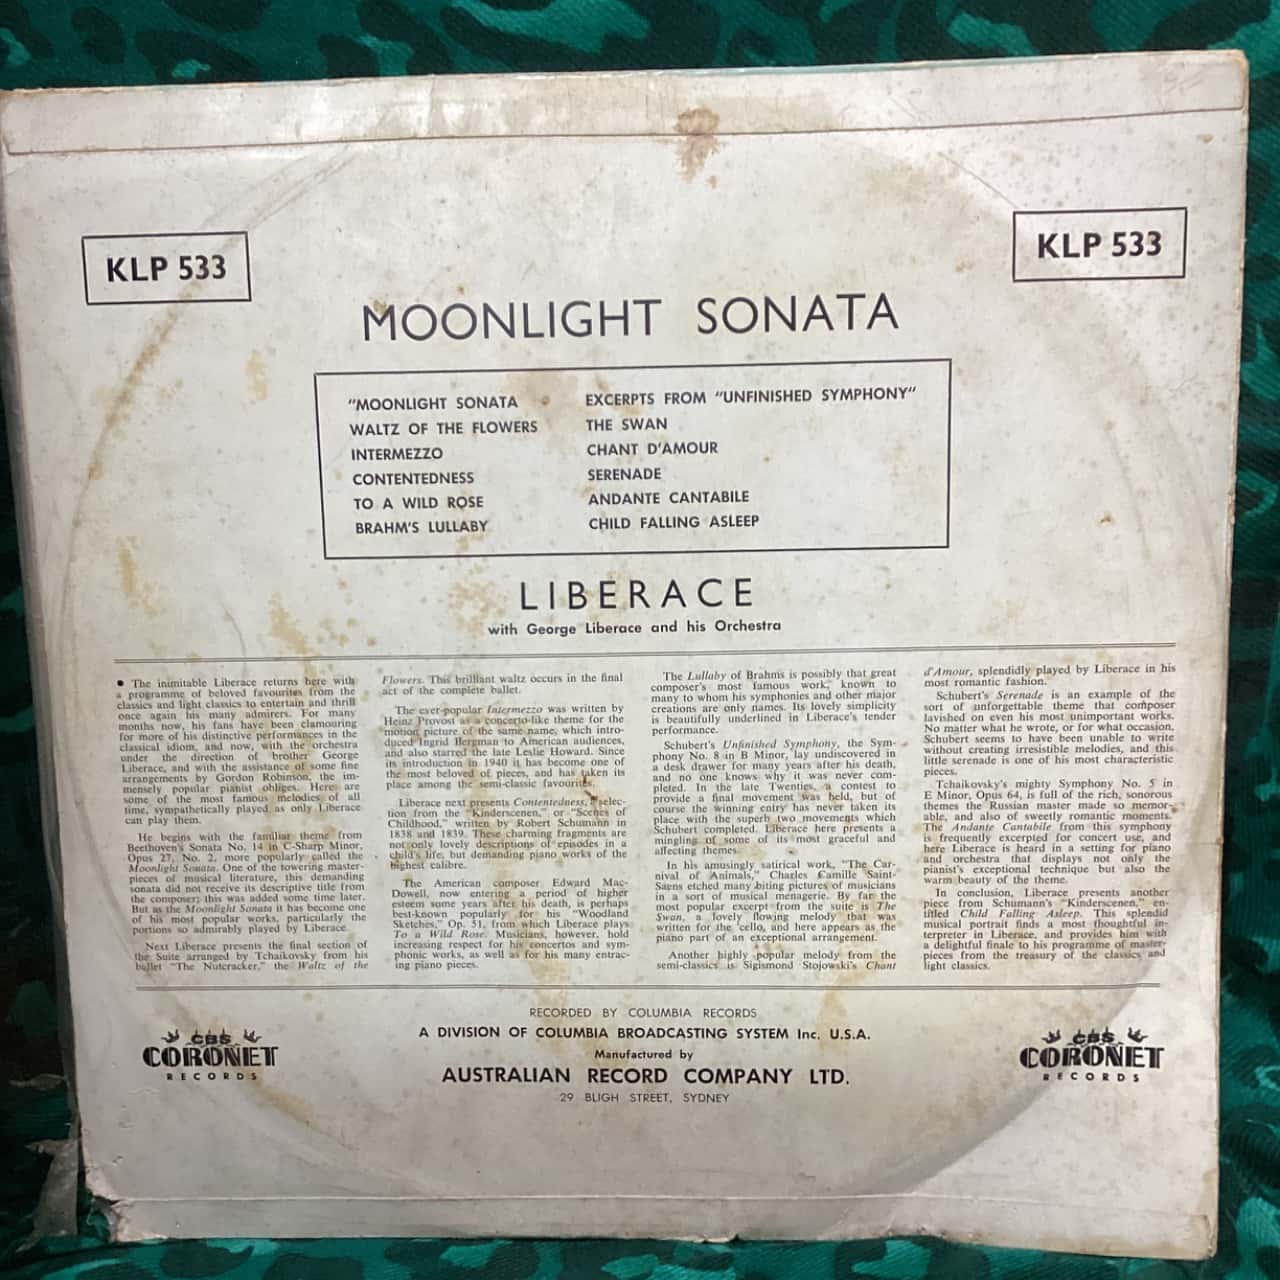 KLP 533
KLP 533
MOONLIGHT SONATA
"MOONLIGHT SONATA
WALTZ OF THE FLOWERS
INTERMEZZO
CONTENTEDNESS
TO A WILD ROSE
BRAHM'S LULLABY
EXCERPTS FROM "UNFINISHED SYMPHONY"
THE SWAN
CHANT D'AMOUR
SERENADE
ANDANTE CANTABILE
CHILD FALLING ASLEEP
LIBERACE
with George Liberace and his Orchestra
• The inimitable Liberace returns here with
a programme of beloved favourites from the
classics and light classics to entertain and thrill
once again his many admirers. For many
months now, his fans have been clamouring
for more of his distinctive performances in the
classical idiom, and now, with the orchestra
under the direction of brother George
Liberace, and with the assistance of some fine
arrangements by Gordon Robinson, the im-
mensely popular pianist obliges. Here are
some of the most famous melodies of all
time, sympathetically played as only Liberace
can play them.
He begins with the familiar theme from
Beethoven's Sonata No. 14 in C-Sharp Minor,
Opus 27, No. 2, more popularly called the
Moonlight Sonata. One of the towering master-
pieces of musical literature, this demanding
sonata did not receive its descriptive title from
the composer; this was added some time later.
But as the Moonlight Sonata it has become one
of his most popular works, particularly the
portions so admirably played by Liberace.
Next Liberace presents the final section of
the Suite arranged by Tchaikovsky from his
ballet "The Nutcracker," the Waltz of the
Flowers. This brilliant waltz occurs in the final
act of the complete ballet.
The ever-popular Intermezzo was written by
Heinz Provost as a concerto-like theme for the
motion picture of the same name, which intro-
duced Ingrid Bergman to American audiences,
and also starred the late Leslie Howard. Since
its introduction in 1940 it has become one of
the most beloved of pieces, and has taken its
place among the semi-classic favourites.
Liberace next presents Contentedness, a selec-
tion from the "Kinderscenen," or "Scenes of
Childhood," written by Robert Schumann in
1838 and 1839. These charming fragments are
not only lovely descriptions of episodes in a
child's life, but demanding piano works of the
highest calibre.
The American composer Edward Mac-
Dowell, now entering a period of higher
esteem some years after his death, is perhaps
best-known popularly for his "Woodland
Sketches," Op. 51, from which Liberace plays
To a Wild Rose. Musicians, however, hold
increasing respect for his concertos and sym-
phonic works, as well as for his many entrac-
ing piano pieces.
The Lullaby of Brahms is possibly that great
composer's most famous work, known to
many to whom his symphonies and other major
creations are only names. Its lovely simplicity
is beautifully underlined in Liberace's tender
performance.
Schubert's Unfinished Symphony, the Sym-
phony No. 8 in B Minor, lay undiscovered in
a desk drawer for many years after his death,
and no one knows why it was never com-
pleted. In the late Twenties, a contest to
provide a final movement was held, but of
course the winning entry has never taken its
place with the superb two movements which
Schubert completed. Liberace here presents a
mingling of some of its most graceful and
affecting themes.
In his amusingly satirical work, "The Car-
nival of Animals," Charles Camille Saint-
Saens etched many biting pictures of musicians
in a sort of musical menagerie. By far the
most popular excerpt from the suite is The
Swan, a lovely flowing melody that was
written for the 'cello, and here appears as the
piano part of an exceptional arrangement.
Another highly popular melody from the
semi-classics is Sigismond Stojowski's Chant
d'Amour, splendidly played by Liberace in his
most romantic fashion.
Schubert's Serenade is an example of the
sort of unforgettable theme that composer
lavished on even his most unimportant works.
No matter what he wrote, or for what occasion,
Schubert seems to have been unable to write
without creating irresistible melodies, and this
little serenade is one of his most characteristic
pieces.
Tchaikovsky's mighty Symphony No. 5 in
E Minor, Opus 64, is full of the rich, sonorous
themes the Russian master made so memor-
able, and also of sweetly romantic moments.
The Andante Cantabile from this symphony
is frequently excerpted for concert use, and
here Liberace is heard in a setting for piano
and orchestra that displays not only the
pianist's exceptional technique but also the
warm beauty of the theme.
In conclusion, Liberace presents another
piece from Schumann's "Kinderscenen," en-
titled Child Falling Asleep. This splendid
musical portrait finds a most thoughtful in-
terpreter in Liberace, and provides him with
a delightful finale to his programme of master-
pieces from the treasury of the classics and
light classics.
RECORDED BY COLUMBIA RECORDS
A DIVISION OF COLUMBIA BROADCASTING SYSTEM Inc. U.S.A.
Manufactured by
AUSTRALIAN RECORD COMPANY LTD.
29 BLIGH STREET, SYDNEY
CBS
CORONET
RECORDS
CBS
CORONET
RECORDS